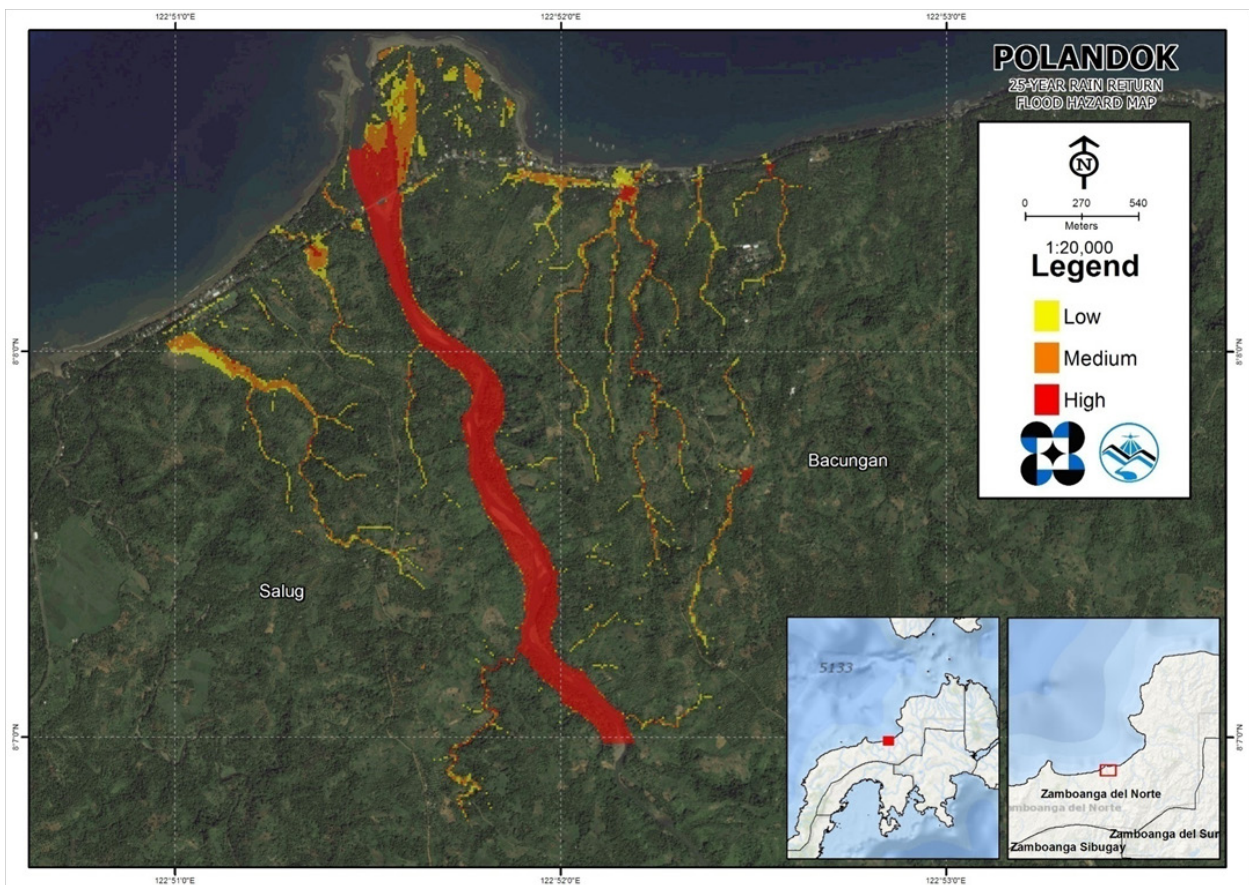 122°51'0"E
122°52'0"E
122°53'0"E
POLANDOK
25-YEAR RAIN RETURN
FLOOD HAZARD MAP
N
0 270 540
Meters
1:20,000
Legend
Low
Medium
High
8°8'0"N
8°8'0"N
Bacungan
Salug
5133
8°7'0"N
8°7'0"N
Zamboanga del Norte
amboanga del Norte
Zamboanga del Sur
Zamboanga Sibugay
122°51'0"E
122°52'0"E
122°53'0"E